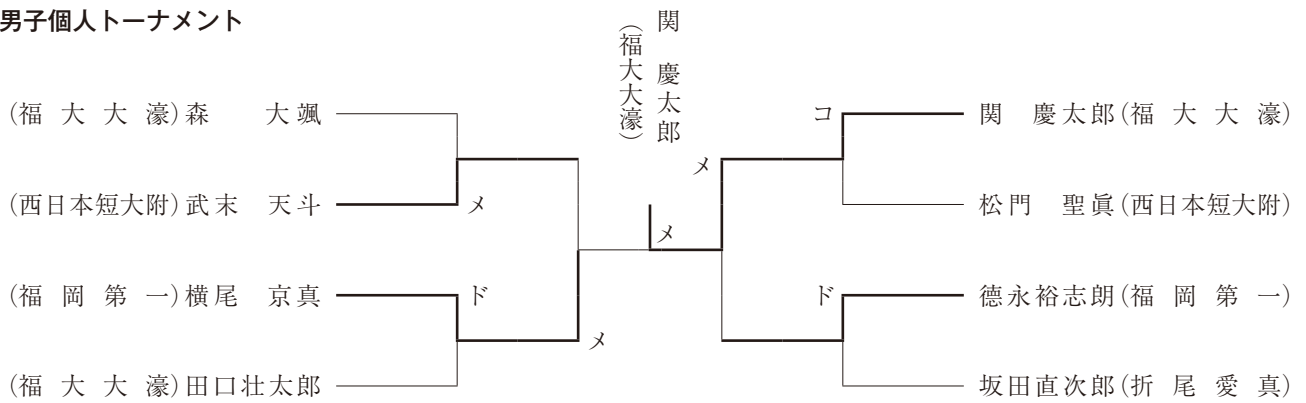 男子個人トーナメント
関 慶太郎
(福大大濠)
(福大大濠)森 大颯
(西日本短大附)武末 天斗
メ
(福岡第一)横尾 京真
ド
(福大大濠)田口壮太郎
メ
メ
メ
コ
関 慶太郎(福大大濠)
松門 聖眞(西日本短大附)
ド
德永裕志朗(福岡第一)
坂田直次郎(折尾愛真)